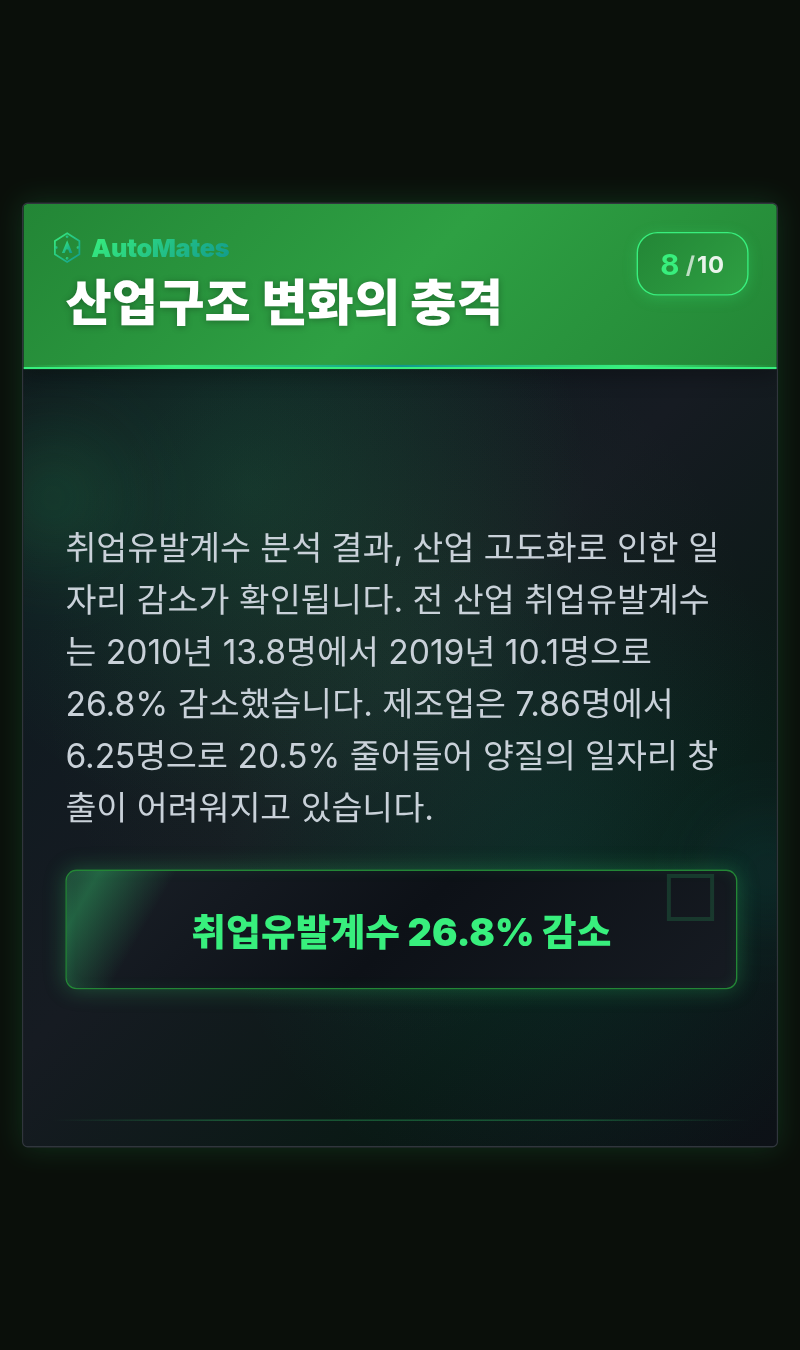 AutoMates
8 /10
산업구조 변화의 충격
취업유발계수 분석 결과, 산업 고도화로 인한 일
자리 감소가 확인됩니다. 전 산업 취업유발계수
는 2010년 13.8명에서 2019년 10.1명으로
26.8% 감소했습니다. 제조업은 7.86명에서
6.25명으로 20.5% 줄어들어 양질의 일자리 창
출이 어려워지고 있습니다.
취업유발계수 26.8% 감소